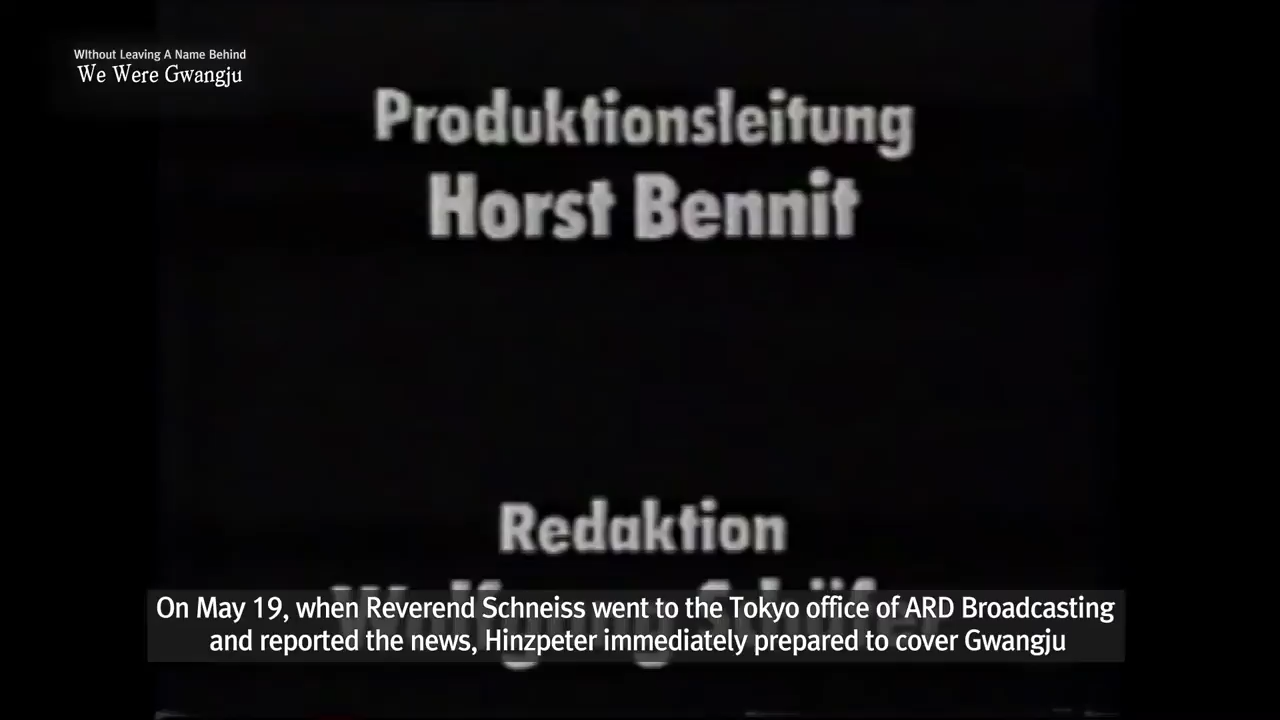 WIthout Leaving A Name Behind
We Were Gwangju
Produktionsleitung
Horst Bennit
Redaktion
On May 19, when Reverend Schneiss went to the Tokyo office of ARD Broadcasting
and reported the news, Hinzpeter immediately prepared to cover Gwangju